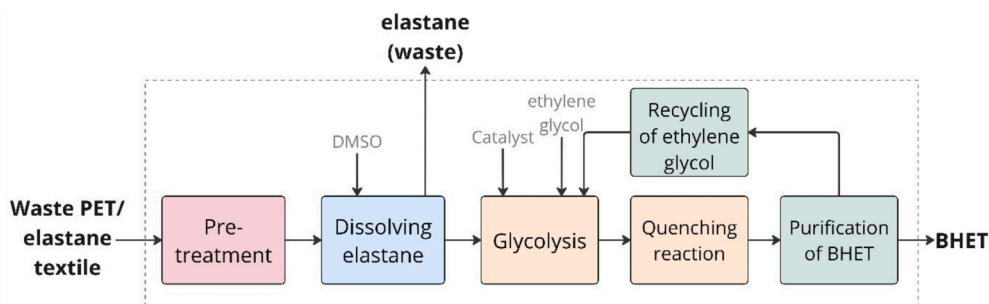 elastane
(waste)
DMSO
Catalyst
ethylene
glycol
Recycling
of ethylene
glycol
Waste PET/
elastane
textile
Pre-
treatment
Dissolving
elastane
Glycolysis
Quenching
reaction
Purification
of BHET
BHET